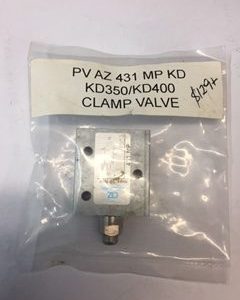 PV AZ 431 MP KD
KD350/KD400
CLAMP VALVE
$129+